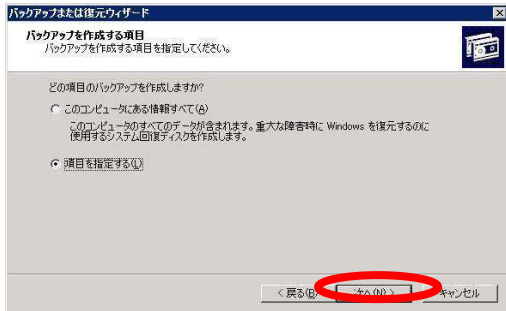 バックアップまたは復元ウィザード
バックアップを作成する項目
バックアップを作成する項目を指定してください。
どの項目のバックアップを作成しますか?
このコンピュータにある情報すべて(A)
このコンピュータのすべてのデータが含まれます。重大な障害時に Windows を復元するのに
使用するシステム回復ディスクを作成します。
項目を指定する(L)
< 戻る(B) 次へ(N) > キャンセル